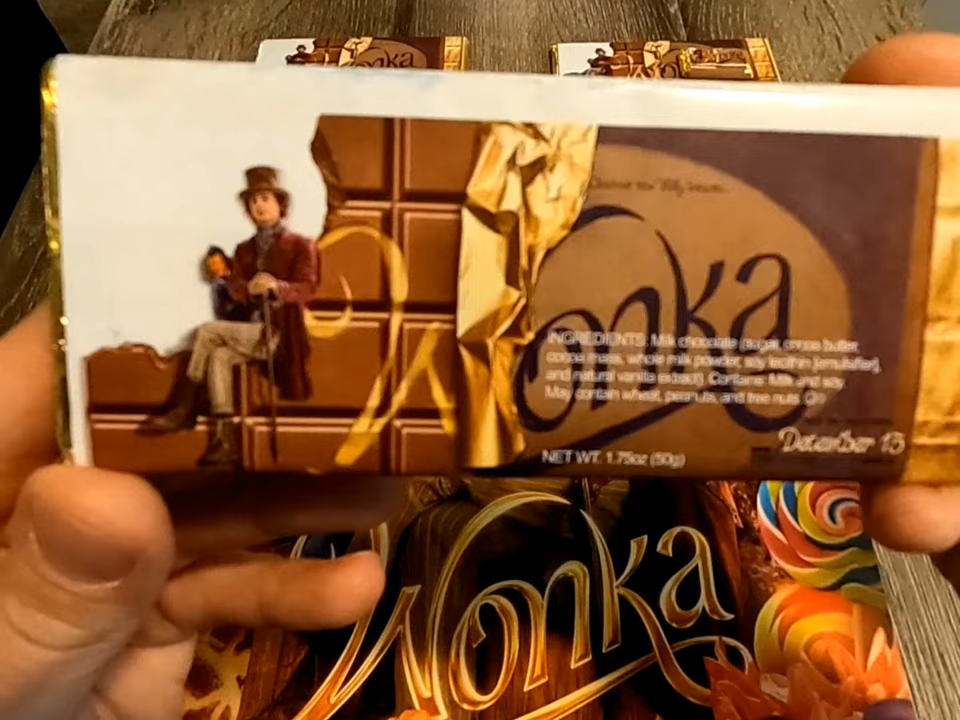 onka
Wonka
INGREDIENTS: Milk chocolate (sugar, cocoa butter,
cocoa mass, whole milk powder, soy lecithin [emulsifier],
and natural vanilla extract). Contains: Milk and soy.
May contain wheat, peanuts, and tree nuts.
December 15
NET WT. 1.75oz (50g)
Wonka